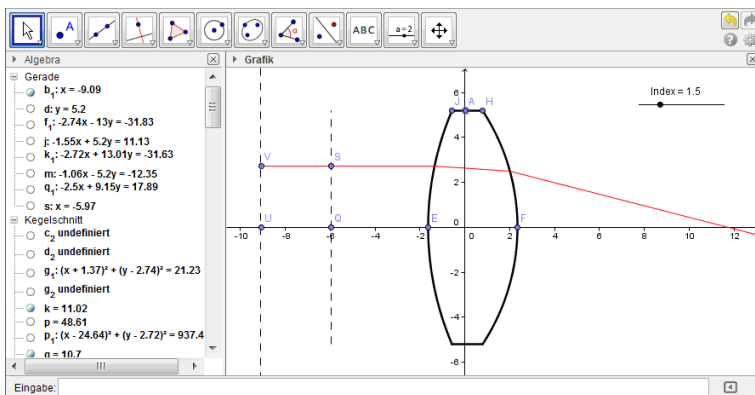 ABC
a=2
Algebra
Grafik
Gerade
b₁: x = -9.09
d: y = 5.2
f₁: -2.74x - 13y = -31.83
j: -1.55x + 5.2y = 11.13
k₁: -2.72x + 13.01y = -31.63
m: -1.06x - 5.2y = -12.35
q₁: -2.5x + 9.15y = 17.89
s: x = -5.97
Kegelschnitt
c₂ undefiniert
d₂ undefiniert
g₁: (x + 1.37)² + (y - 2.74)² = 21.23
g₂ undefiniert
k = 11.02
p = 48.61
p₁: (x - 24.64)² + (y - 2.72)² = 937.4
q = 10.7
Index = 1.5
J A H
V S
U Q E F
6
4
2
0
-2
-4
-6
-10 -8 -6 -4 -2 0 2 4 6 8 10 12
Eingabe: